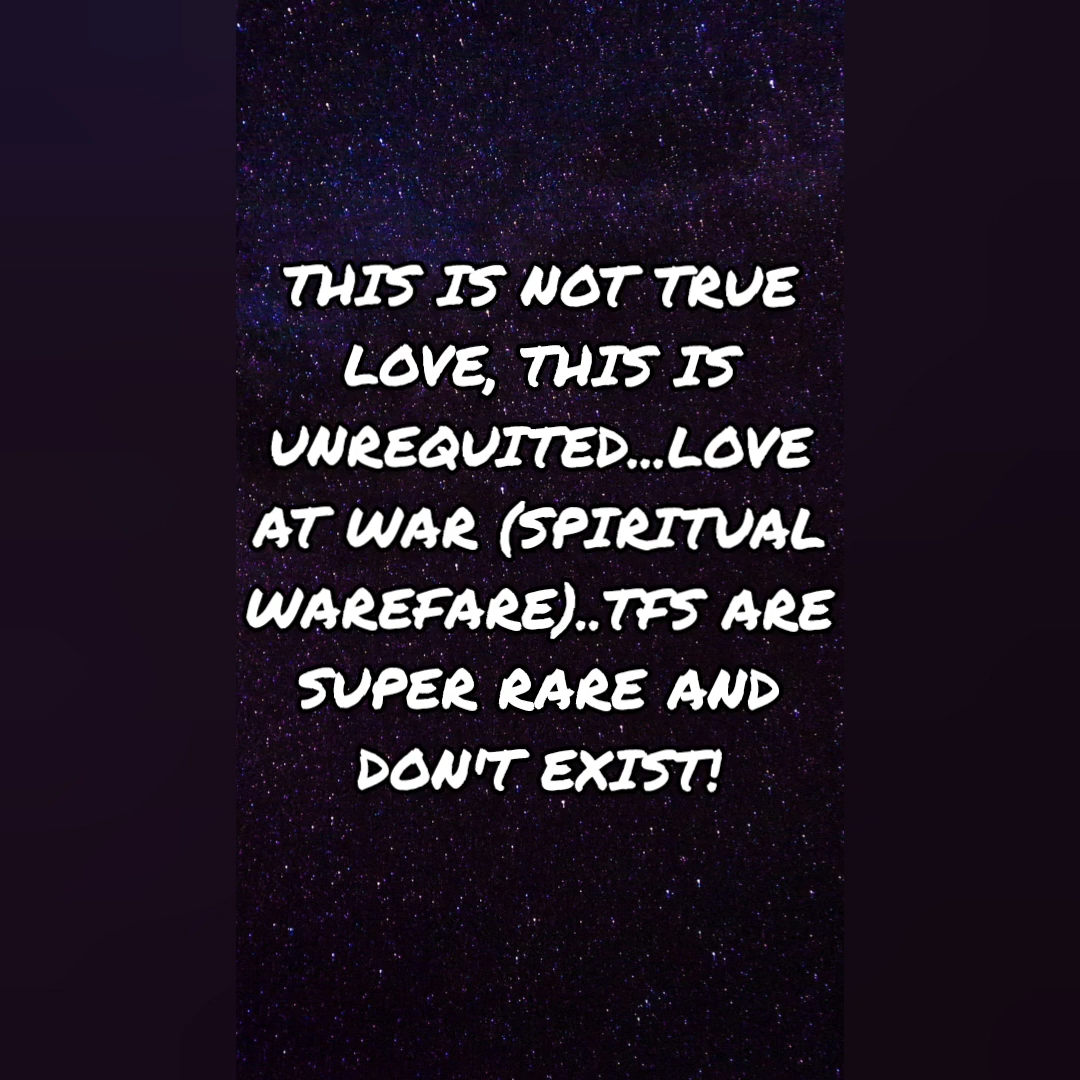 THIS IS NOT TRUE
LOVE, THIS IS
UNREQUITED...LOVE
AT WAR (SPIRITUAL
WAREFARE)..TFS ARE
SUPER RARE AND
DON'T EXIST!